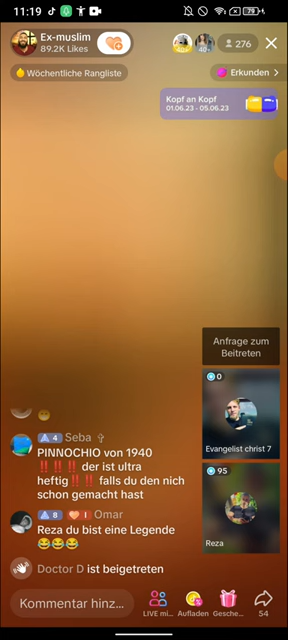 11:19
79
Ex-muslim
89.2K Likes
276
Wöchentliche Rangliste
Erkunden >
Kopf an Kopf
01.06.23 - 05.06.23
Anfrage zum
Beitreten
0
Evangelist christ 7
4 Seba ✞
PINNOCHIO von 1940
‼️‼️‼️ der ist ultra
heftig‼️‼️ falls du den nich
schon gemacht hast
95
Reza
8 I Omar
Reza du bist eine Legende
😂😂😂
Doctor D ist beigetreten
Kommentar hinz...
LIVE mi...
Aufladen
Gesche...
54